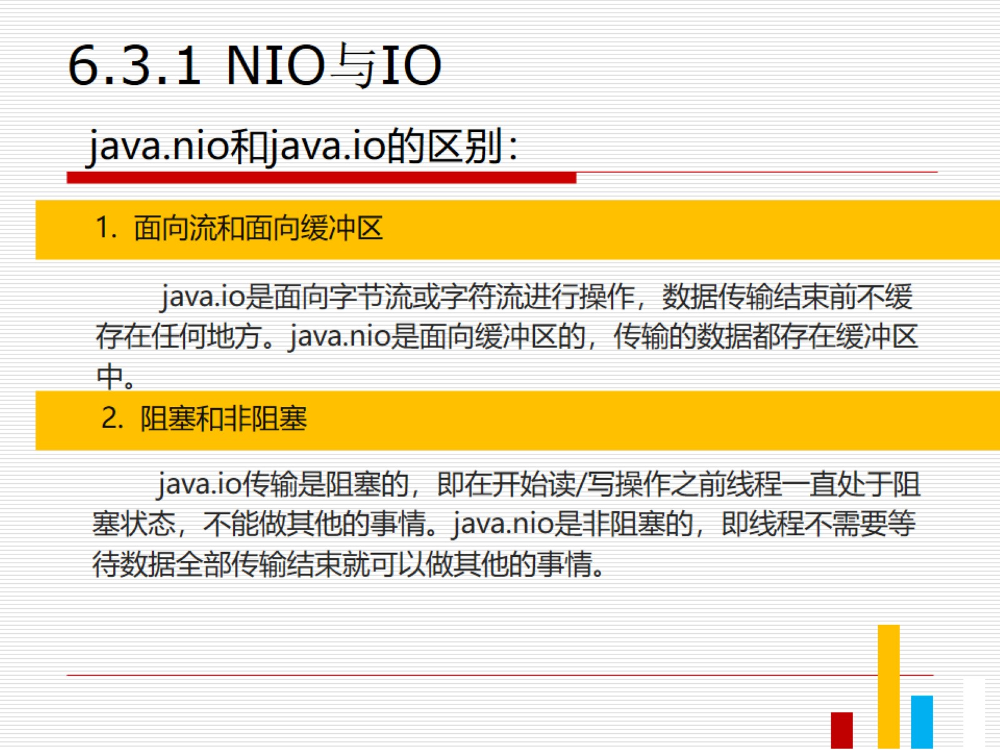 6.3.1 NIO与IO
java.nio和java.io的区别：
1. 面向流和面向缓冲区
java.io是面向字节流或字符流进行操作，数据传输结束前不缓
存在任何地方。java.nio是面向缓冲区的，传输的数据都存在缓冲区
中。
2. 阻塞和非阻塞
java.io传输是阻塞的，即在开始读/写操作之前线程一直处于阻
塞状态，不能做其他的事情。java.nio是非阻塞的，即线程不需要等
待数据全部传输结束就可以做其他的事情。